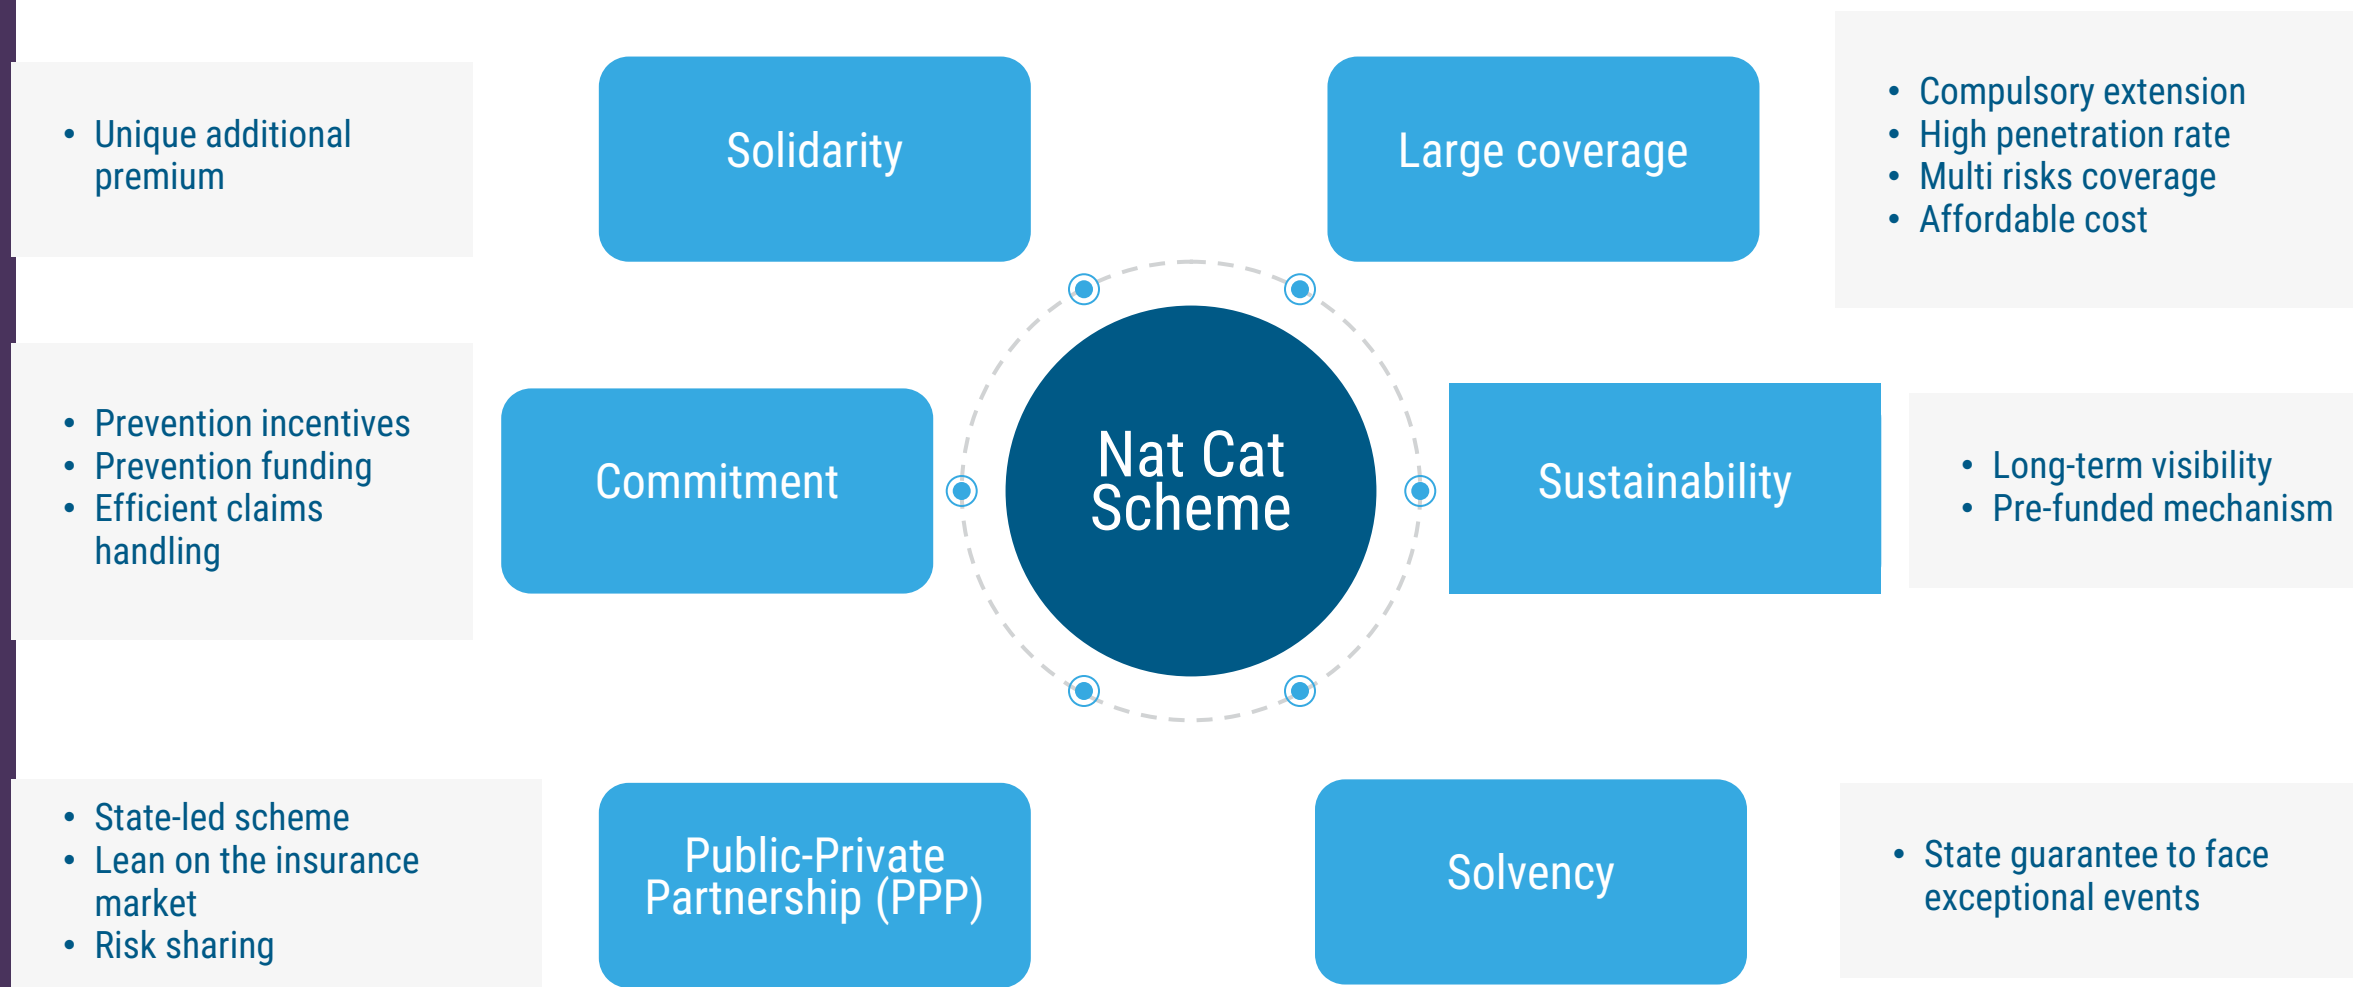 • Unique additional
premium
Solidarity
Large coverage
• Compulsory extension
• High penetration rate
• Multi risks coverage
• Affordable cost
• Prevention incentives
• Prevention funding
• Efficient claims
handling
Commitment
Nat Cat
Scheme
Sustainability
• Long-term visibility
• Pre-funded mechanism
• State-led scheme
• Lean on the insurance
market
• Risk sharing
Public-Private
Partnership (PPP)
Solvency
• State guarantee to face
exceptional events